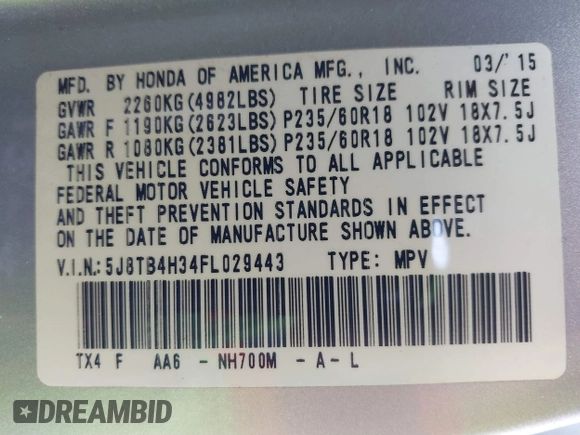 MFD. BY HONDA OF AMERICA MFG., INC. 03/'15
GVWR 2260KG(4982LBS) TIRE SIZE RIM SIZE
GAWR F 1190KG(2623LBS) P235/60R18 102V 18X7.5J
GAWR R 1080KG(2381LBS) P235/60R18 102V 18X7.5J
THIS VEHICLE CONFORMS TO ALL APPLICABLE
FEDERAL MOTOR VEHICLE SAFETY
AND THEFT PREVENTION STANDARDS IN EFFECT
ON THE DATE OF MANUFACTURE SHOWN ABOVE.
V.I.N.: 5J8TB4H34FL029443 TYPE: MPV
TX4 F AA6 - NH700M - A - L
DREAMBID